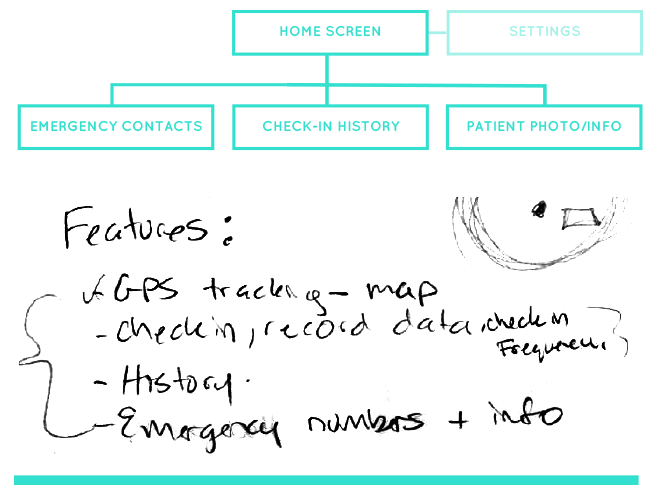 HOME SCREEN SETTINGS
EMERGENCY CONTACTS CHECK-IN HISTORY PATIENT PHOTO/INFO
Features:
GPS tracking - map
- Check in, record data, check in
Frequency
- History.
- Emergency numbers + info